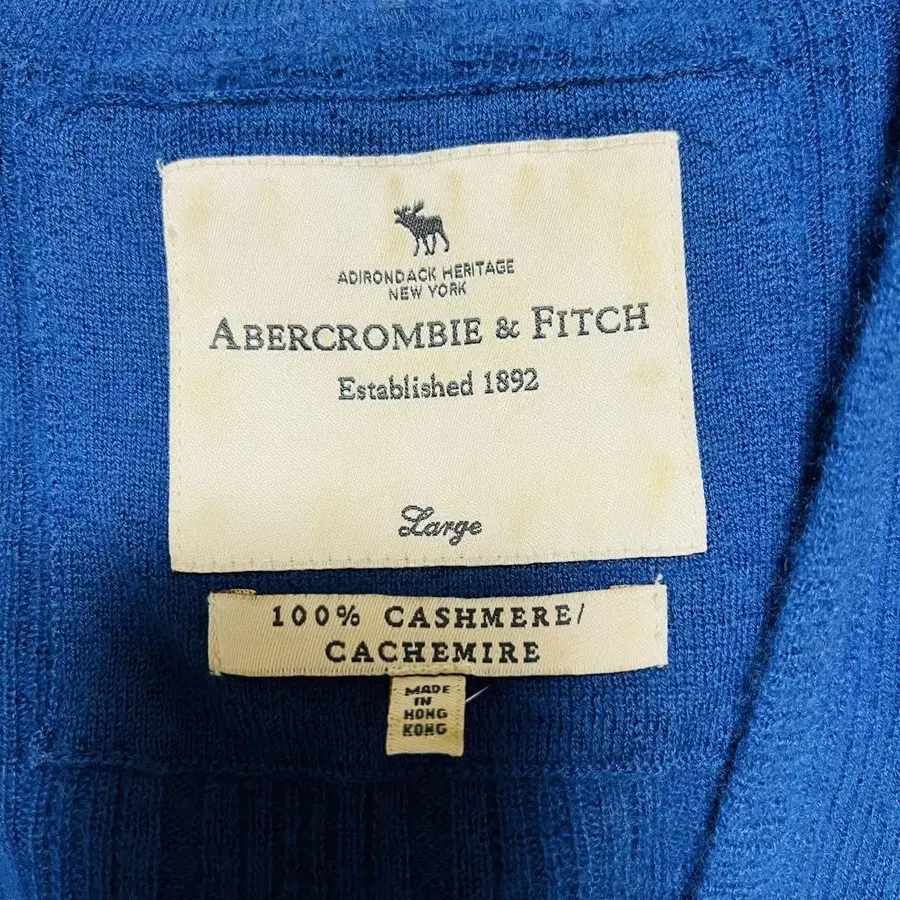 ADIRONDACK HERITAGE
NEW YORK
ABERCROMBIE & FITCH
Established 1892
Large
100% CASHMERE/
CACHEMIRE
MADE
IN
HONG
KONG